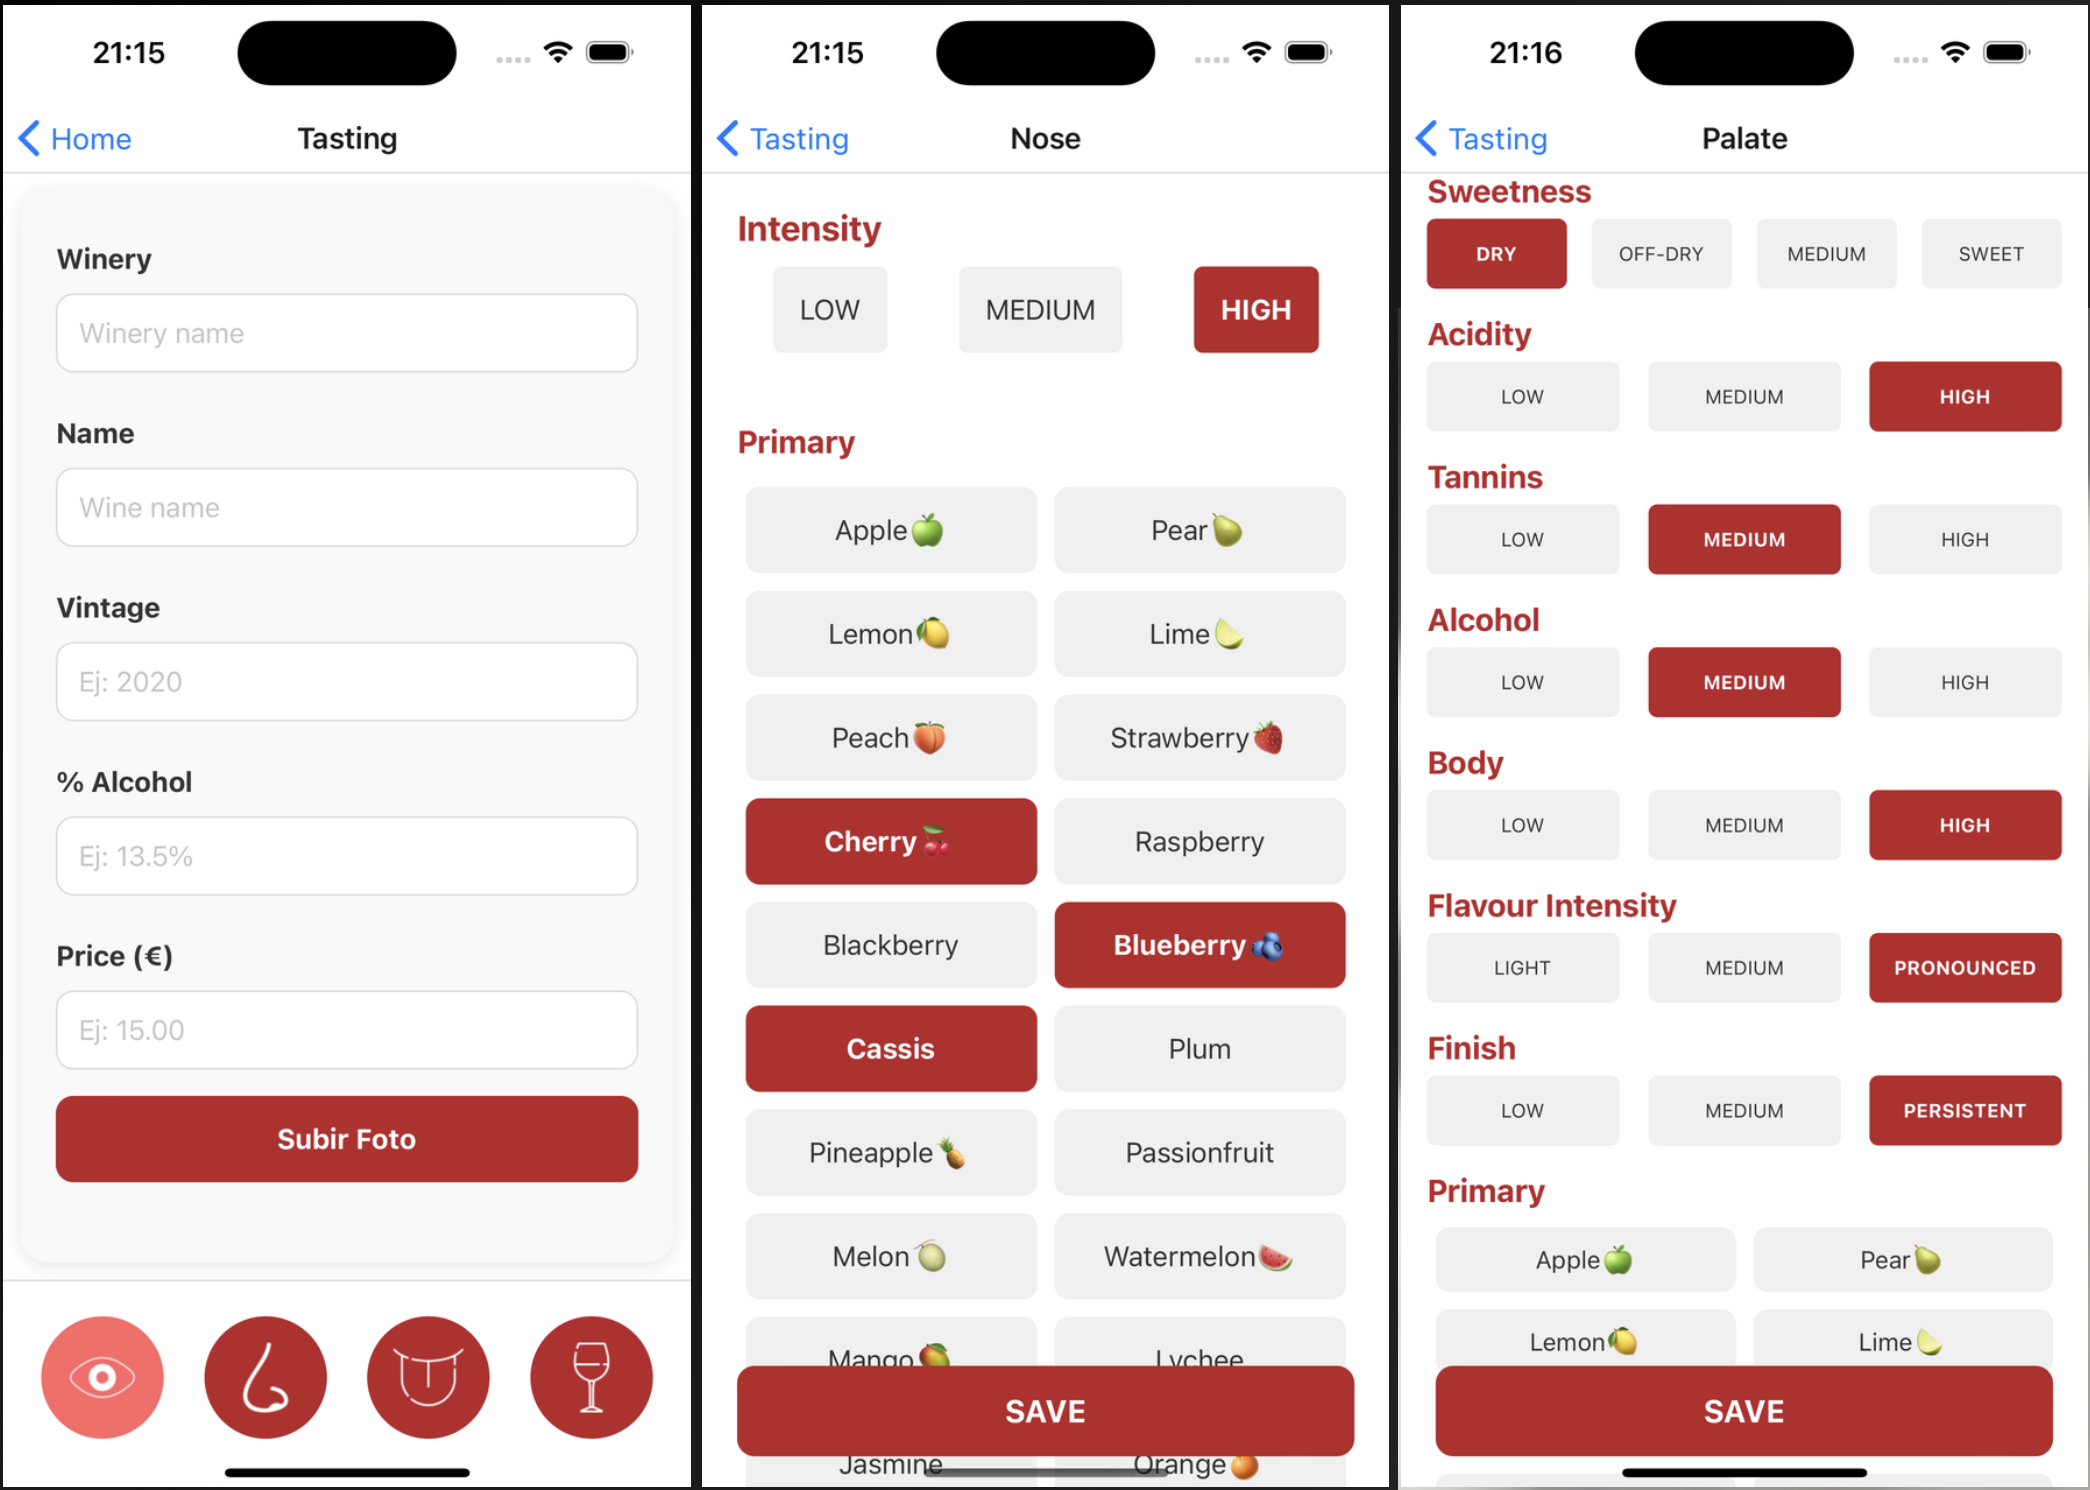 21:15
Home
Tasting
Winery
Winery name
Name
Wine name
Vintage
Ej: 2020
% Alcohol
Ej: 13.5%
Price (€)
Ej: 15.00
Subir Foto
21:15
Tasting
Nose
Intensity
LOW MEDIUM HIGH
Primary
Apple🍏 Pear🍐
Lemon🍋 Lime🍋‍🟩
Peach🍑 Strawberry🍓
Cherry🍒 Raspberry
Blackberry Blueberry🫐
Cassis Plum
Pineapple🍍 Passionfruit
Melon🍈 Watermelon🍉
Mango🥭 Lychee
SAVE
Jasmine Orange🍊
21:16
Tasting
Palate
Sweetness
DRY OFF-DRY MEDIUM SWEET
Acidity
LOW MEDIUM HIGH
Tannins
LOW MEDIUM HIGH
Alcohol
LOW MEDIUM HIGH
Body
LOW MEDIUM HIGH
Flavour Intensity
LIGHT MEDIUM PRONOUNCED
Finish
LOW MEDIUM PERSISTENT
Primary
Apple🍏 Pear🍐
Lemon🍋 Lime🍋‍🟩
SAVE